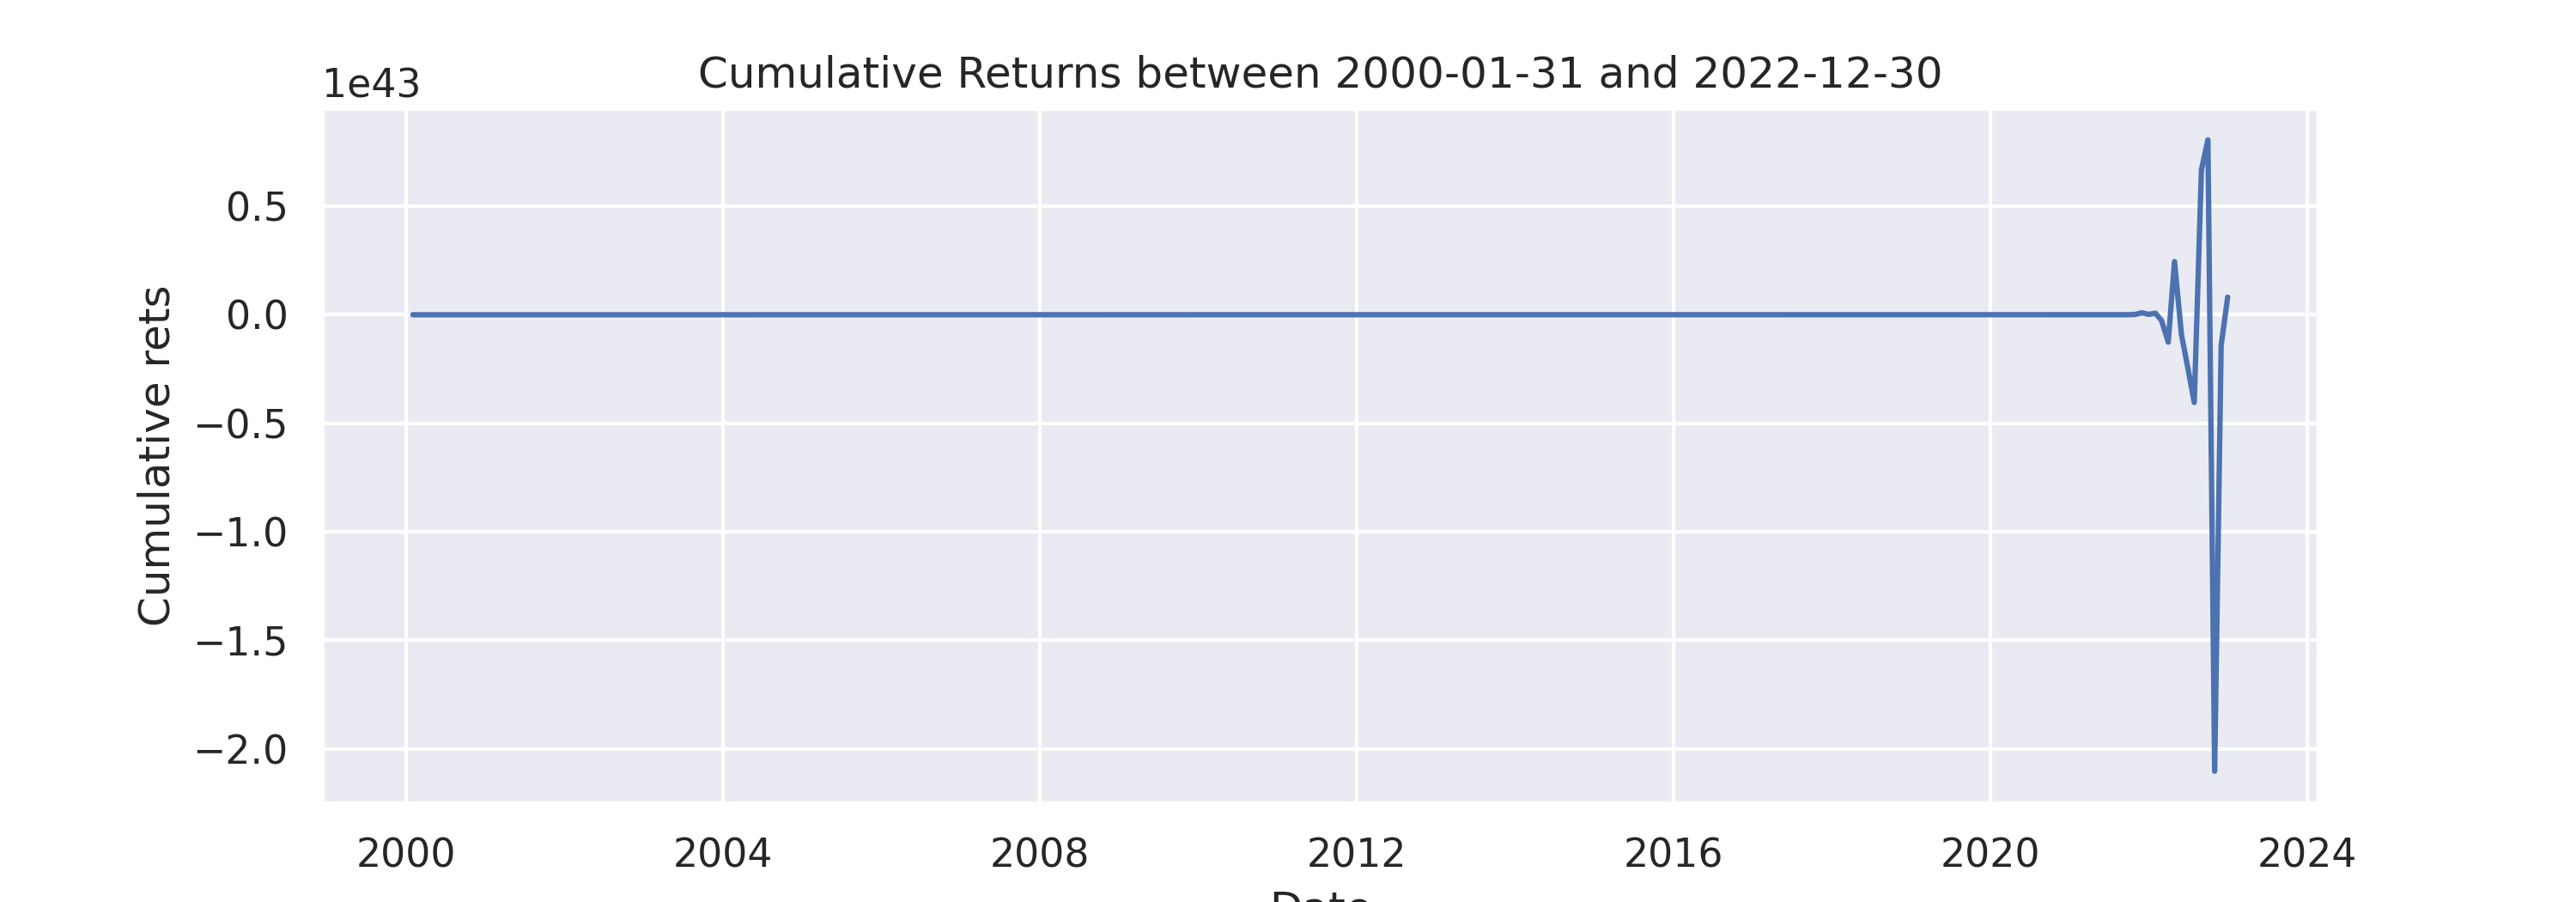 Cumulative Returns between 2000-01-31 and 2022-12-30
1e43
0.5
0.0
−0.5
−1.0
−1.5
−2.0
Cumulative rets
2000 2004 2008 2012 2016 2020 2024
Date